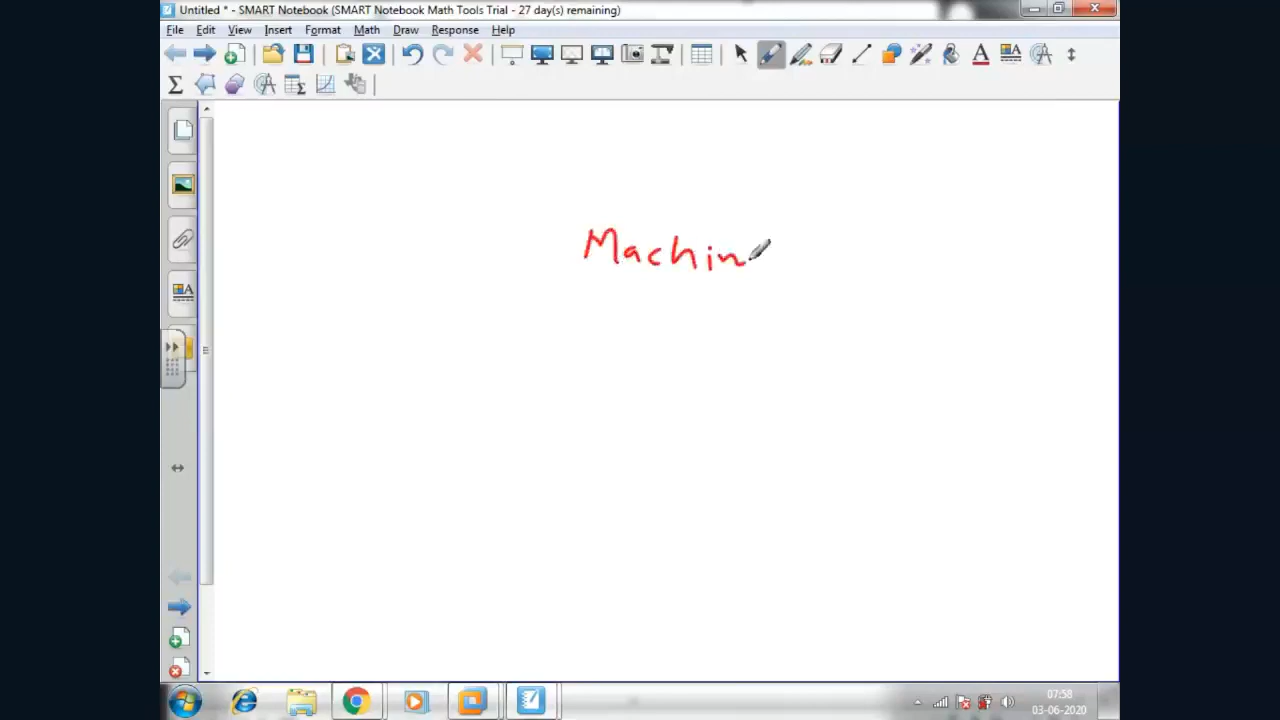 Untitled * - SMART Notebook (SMART Notebook Math Tools Trial - 27 day(s) remaining)
File Edit View Insert Format Math Draw Response Help
Machin
07:58
03-06-2020